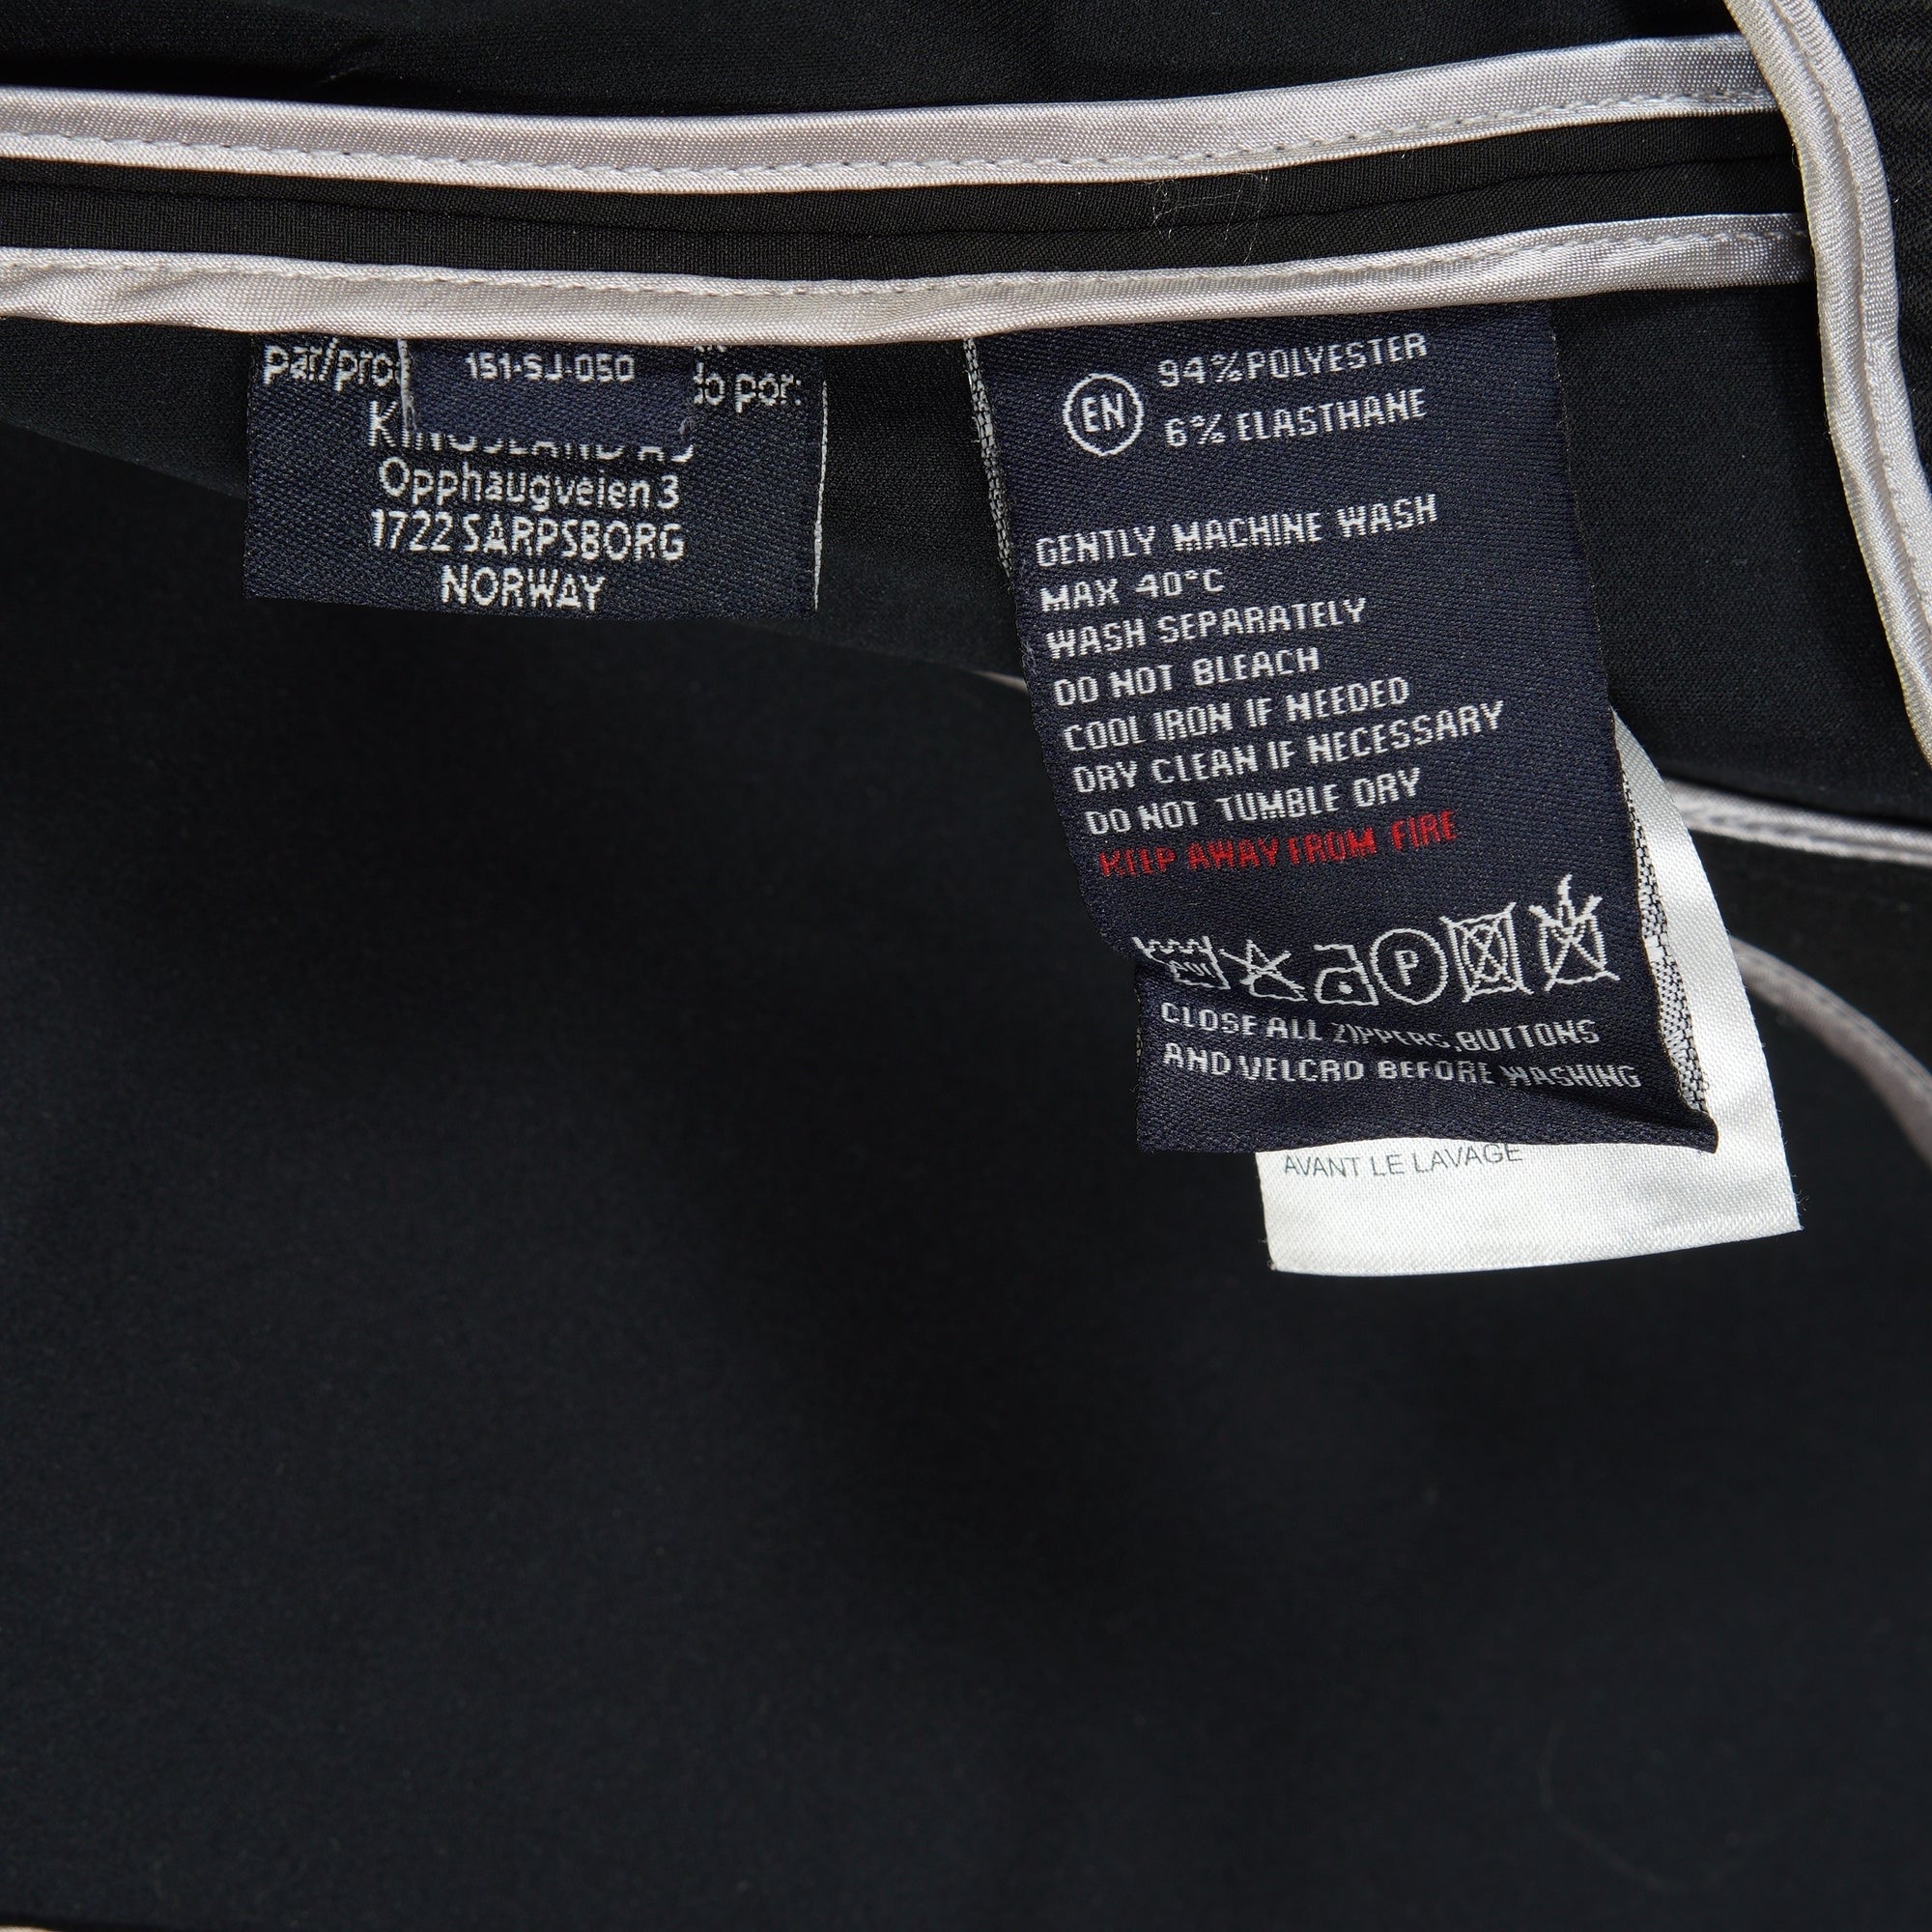 151-SJ-050
do por:
Opphaugveien 3
1722 SARPSBORG
NORWAY
EN
94% POLYESTER
6% ELASTHANE
GENTLY MACHINE WASH
MAX 40°C
WASH SEPARATELY
DO NOT BLEACH
COOL IRON IF NEEDED
DRY CLEAN IF NECESSARY
DO NOT TUMBLE DRY
KEEP AWAY FROM FIRE
P
CLOSE ALL ZIPPERS,BUTTONS
AND VELCRO BEFORE WASHING
AVANT LE LAVAGE